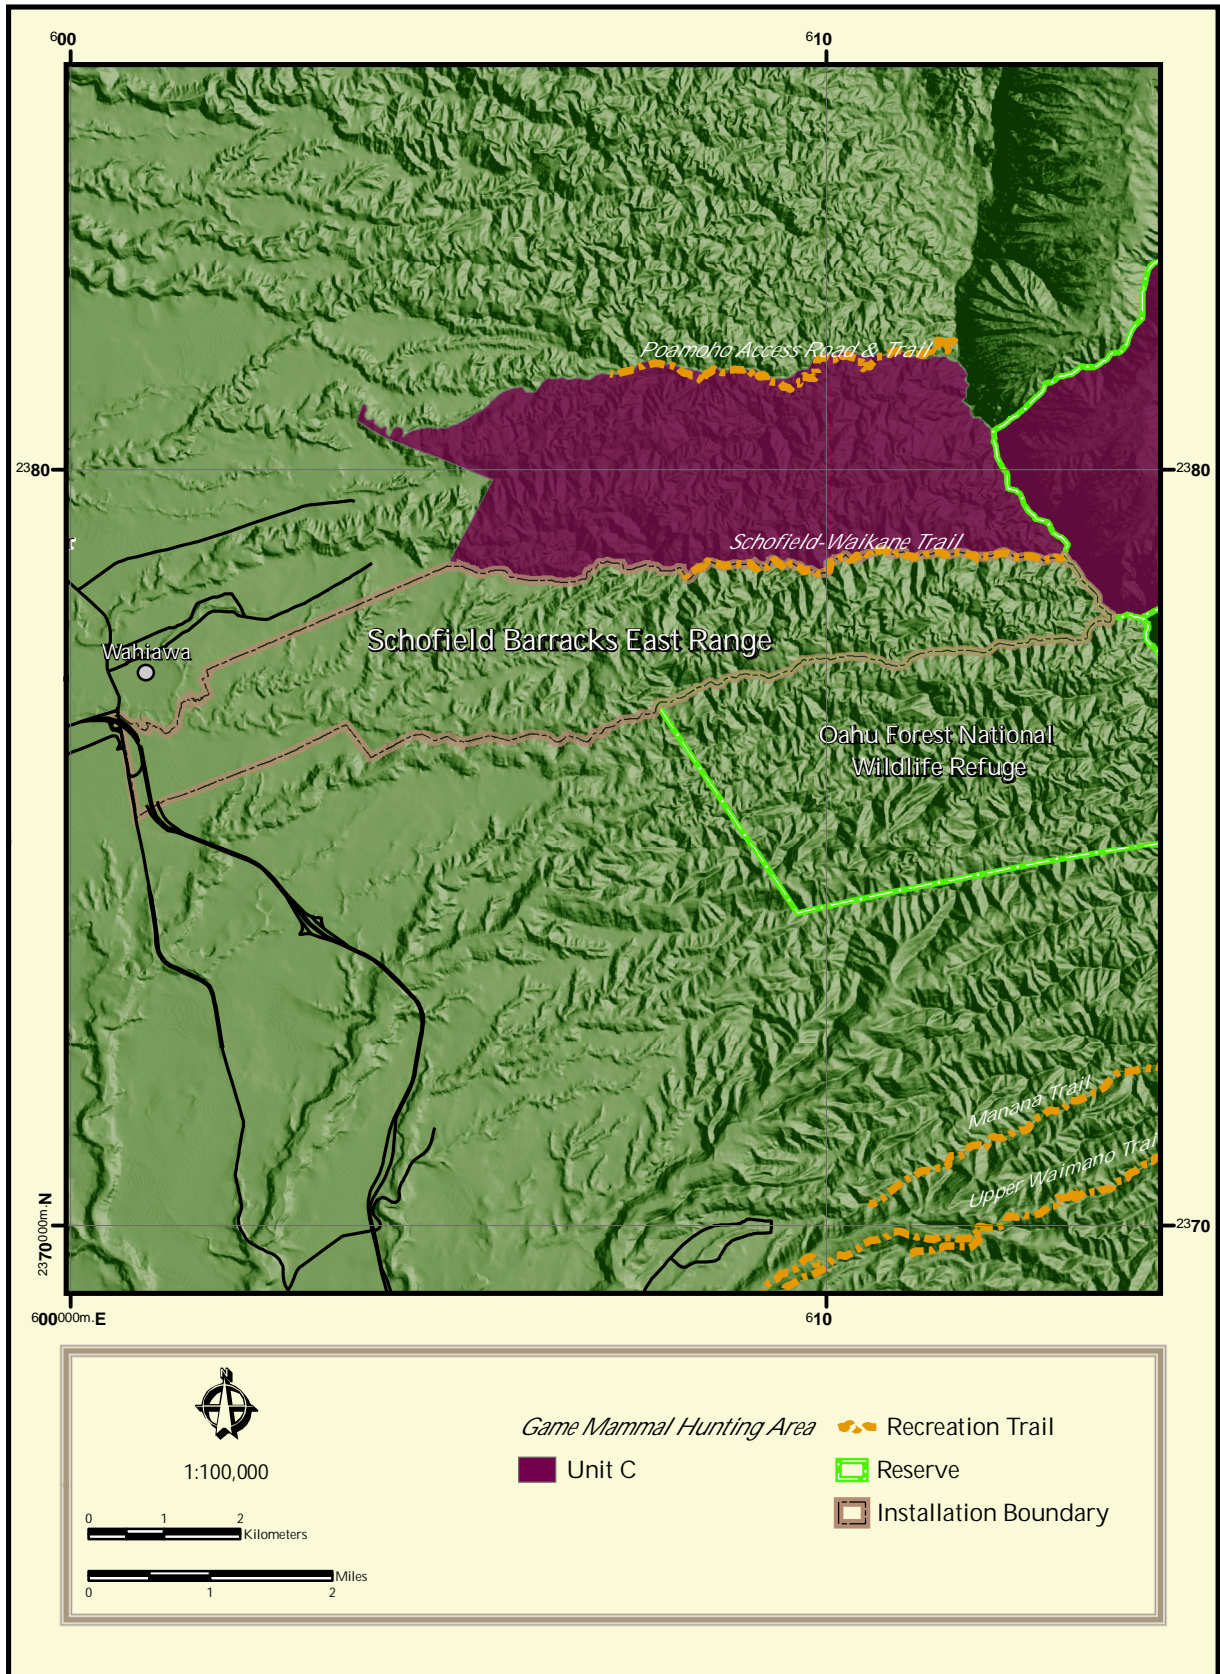 600 610
Poamoho Access Road & Trail
2380 2380
Schofield-Waikane Trail
Schofield Barracks East Range
Wahiawa
Oahu Forest National
Wildlife Refuge
Manana Trail
Upper Waimano Trail
2370000m.N 2370
600000m.E 610
N
1:100,000
0 1 2
Kilometers
Miles
0 1 2
Game Mammal Hunting Area
Unit C
Recreation Trail
Reserve
Installation Boundary